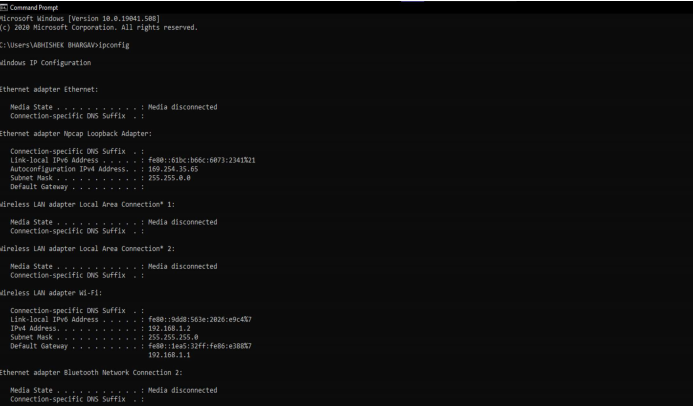 Command Prompt
Microsoft Windows [Version 10.0.19041.508]
(c) 2020 Microsoft Corporation. All rights reserved.
C:\Users\ABHISHEK BHARGAV>ipconfig
Windows IP Configuration
Ethernet adapter Ethernet:
Media State . . . . . . . . . . . : Media disconnected
Connection-specific DNS Suffix  . :
Ethernet adapter Npcap Loopback Adapter:
Connection-specific DNS Suffix  . :
Link-local IPv6 Address . . . . . : fe80::61bc:b66c:6073:2341%21
Autoconfiguration IPv4 Address. . : 169.254.35.65
Subnet Mask . . . . . . . . . . . : 255.255.0.0
Default Gateway . . . . . . . . . :
Wireless LAN adapter Local Area Connection* 1:
Media State . . . . . . . . . . . : Media disconnected
Connection-specific DNS Suffix  . :
Wireless LAN adapter Local Area Connection* 2:
Media State . . . . . . . . . . . : Media disconnected
Connection-specific DNS Suffix  . :
Wireless LAN adapter Wi-Fi:
Connection-specific DNS Suffix  . :
Link-local IPv6 Address . . . . . : fe80::9dd8:563e:2026:e9c4%7
IPv4 Address. . . . . . . . . . . : 192.168.1.2
Subnet Mask . . . . . . . . . . . : 255.255.255.0
Default Gateway . . . . . . . . . : fe80::1ea5:32ff:fe86:e388%7
192.168.1.1
Ethernet adapter Bluetooth Network Connection 2:
Media State . . . . . . . . . . . : Media disconnected
Connection-specific DNS Suffix  . :